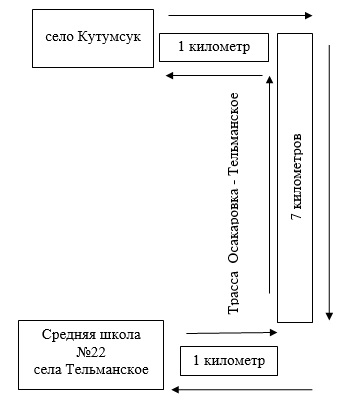 село Кутумсук
1 километр
Трасса Осакаровка - Тельманское
7 километров
Средняя школа
№22
села Тельманское
1 километр